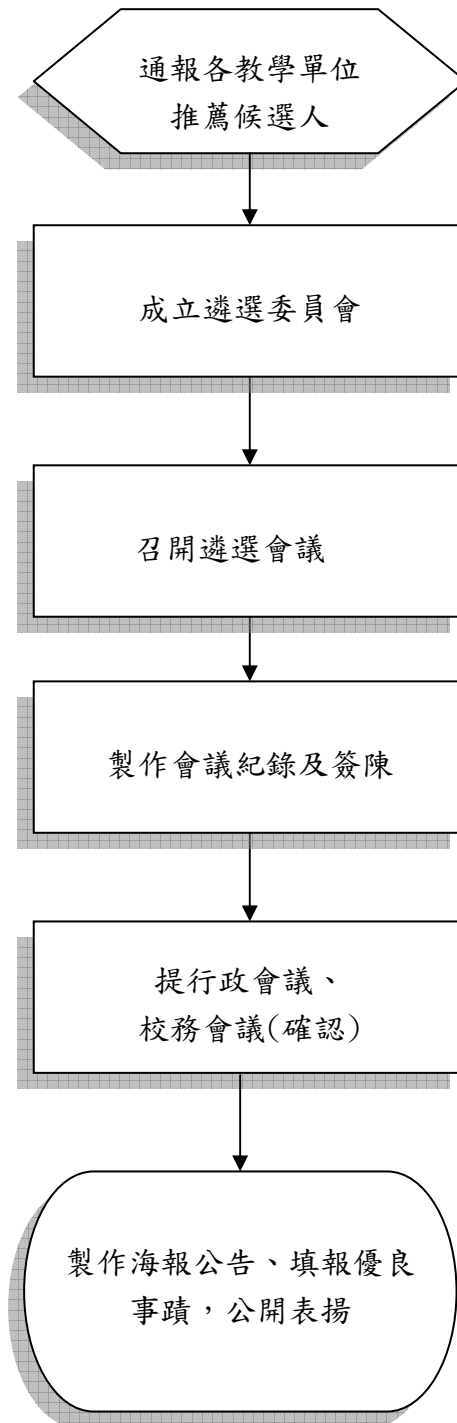 通報各教學單位
推薦候選人
成立遴選委員會
召開遴選會議
製作會議紀錄及簽陳
提行政會議、
校務會議(確認)
製作海報公告、填報優良
事蹟，公開表揚